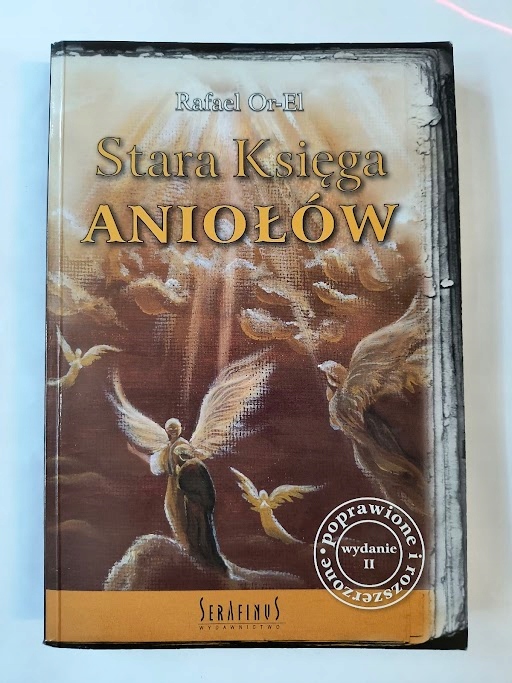 Rafael Or-El
Stara Księga
ANIOŁÓW
poprawione i rozszerzone
wydanie
II
SERAFINUS
WYDAWNICTWO